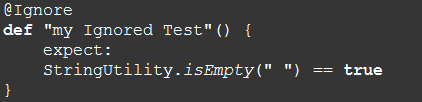 @Ignore
def "my Ignored Test"() {
    expect:
    StringUtility.isEmpty(" ") == true
}